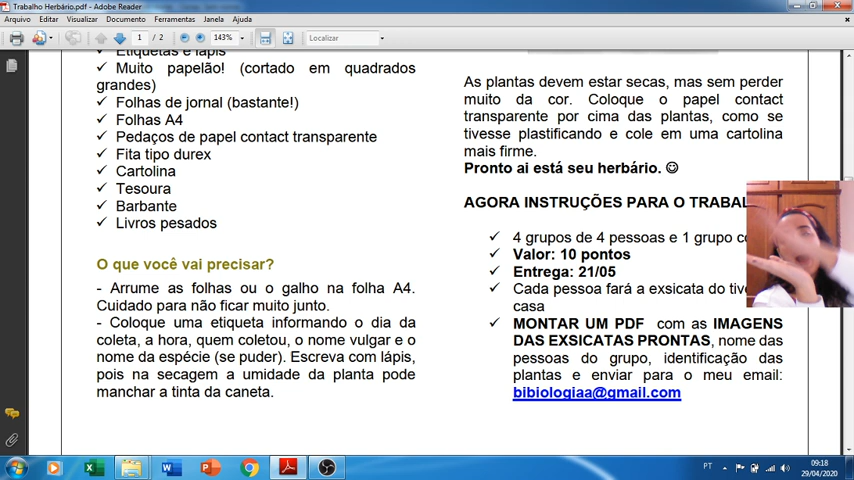 Trabalho Herbário.pdf - Adobe Reader
Arquivo Editar Visualizar Documento Ferramentas Janela Ajuda
1 / 2 143% Localizar
Etiquetas e lápis
✓ Muito papelão! (cortado em quadrados
grandes)
✓ Folhas de jornal (bastante!)
✓ Folhas A4
✓ Pedaços de papel contact transparente
✓ Fita tipo durex
✓ Cartolina
✓ Tesoura
✓ Barbante
✓ Livros pesados
O que você vai precisar?
- Arrume as folhas ou o galho na folha A4.
Cuidado para não ficar muito junto.
- Coloque uma etiqueta informando o dia da
coleta, a hora, quem coletou, o nome vulgar e o
nome da espécie (se puder). Escreva com lápis,
pois na secagem a umidade da planta pode
manchar a tinta da caneta.
As plantas devem estar secas, mas sem perder
muito da cor. Coloque o papel contact
transparente por cima das plantas, como se
tivesse plastificando e cole em uma cartolina
mais firme.
Pronto ai está seu herbário. ☺
AGORA INSTRUÇÕES PARA O TRABAL
✓ 4 grupos de 4 pessoas e 1 grupo
✓ Valor: 10 pontos
✓ Entrega: 21/05
✓ Cada pessoa fará a exsicata do
casa
✓ MONTAR UM PDF com as IMAGENS
DAS EXSICATAS PRONTAS, nome das
pessoas do grupo, identificação das
plantas e enviar para o meu email:
bibiologiaa@gmail.com
PT
09:18
29/04/2020